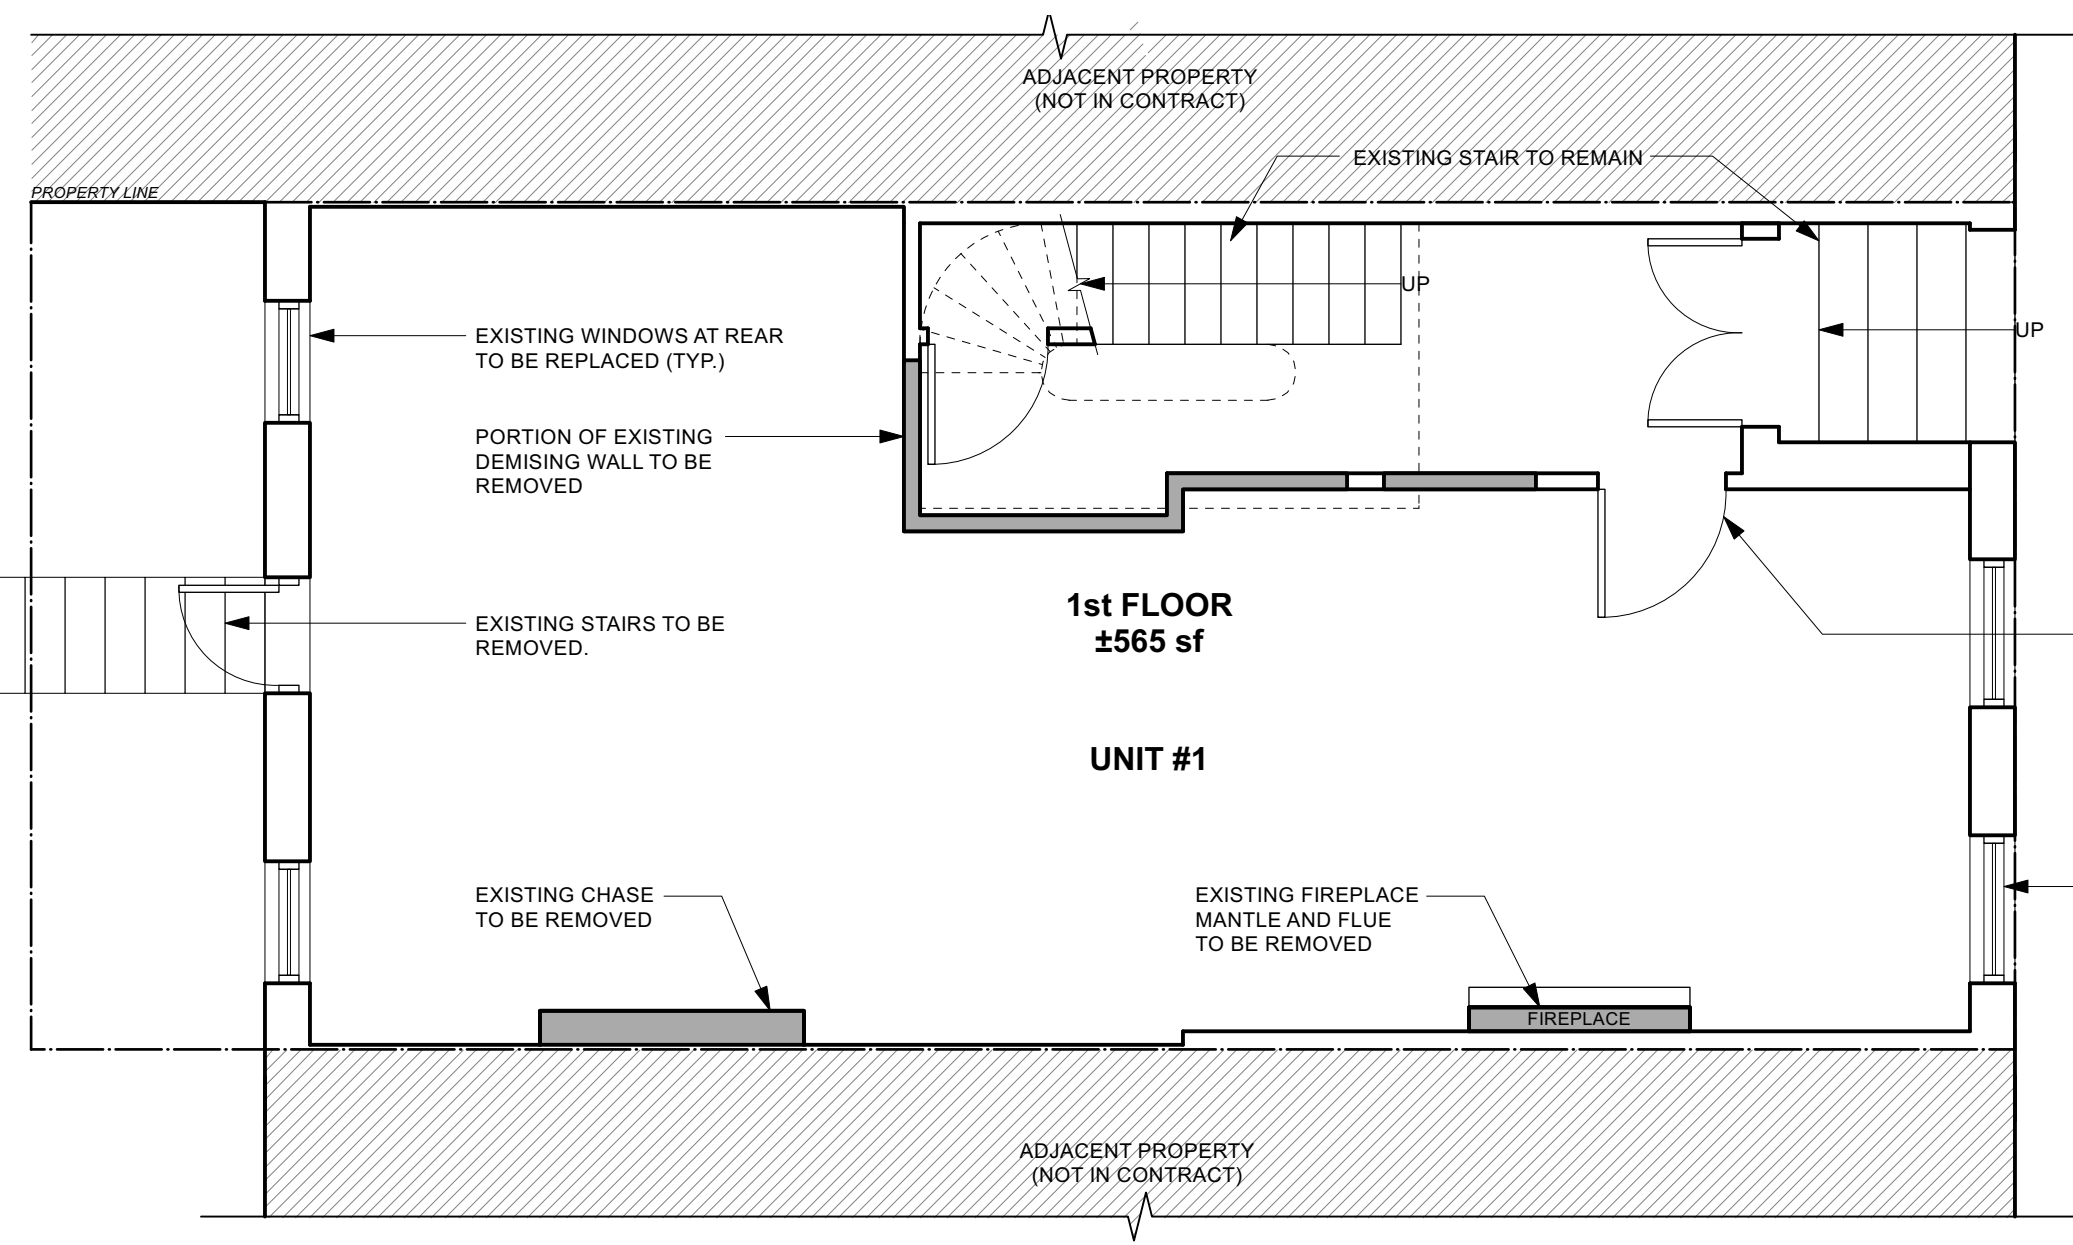 ADJACENT PROPERTY
(NOT IN CONTRACT)
EXISTING STAIR TO REMAIN
PROPERTY LINE
UP
UP
EXISTING WINDOWS AT REAR
TO BE REPLACED (TYP.)
PORTION OF EXISTING
DEMISING WALL TO BE
REMOVED
1st FLOOR
±565 sf
EXISTING STAIRS TO BE
REMOVED.
UNIT #1
EXISTING CHASE
TO BE REMOVED
EXISTING FIREPLACE
MANTLE AND FLUE
TO BE REMOVED
FIREPLACE
ADJACENT PROPERTY
(NOT IN CONTRACT)